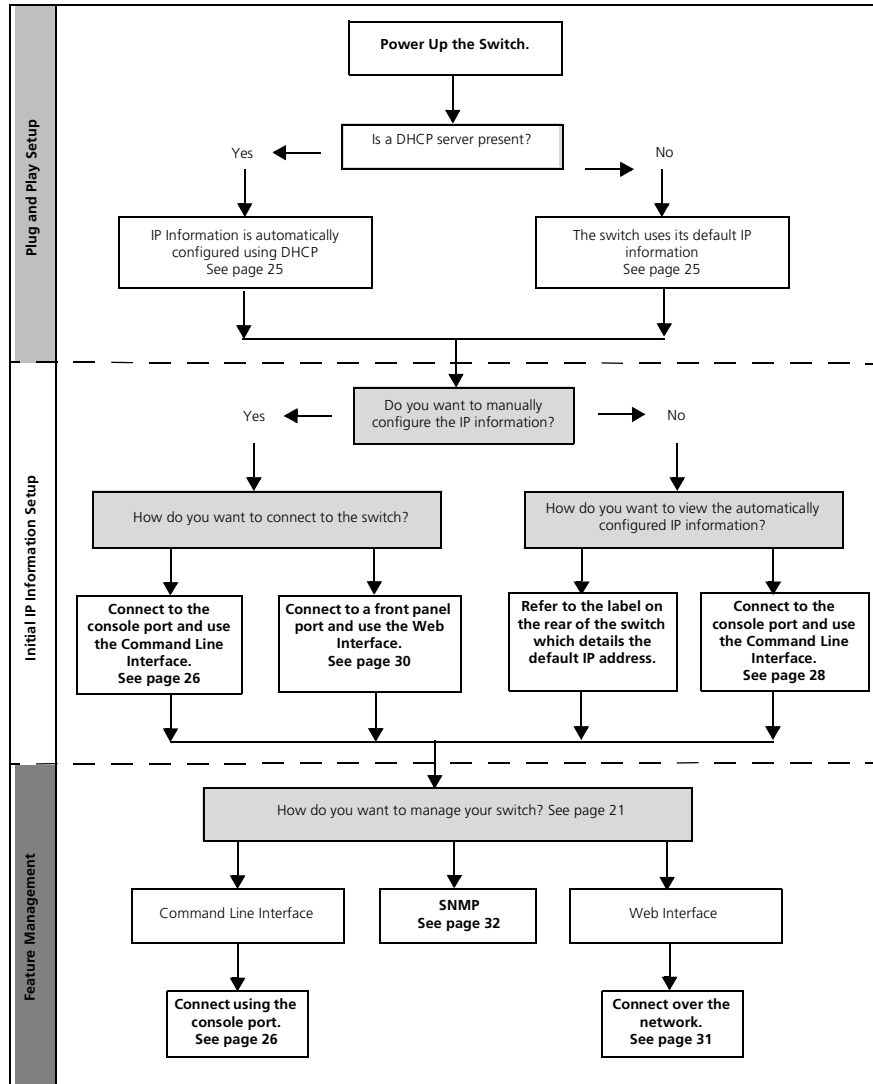 Plug and Play Setup
Power Up the Switch.
Is a DHCP server present?
Yes
No
IP Information is automatically
configured using DHCP
See page 25
The switch uses its default IP
information
See page 25
Initial IP Information Setup
Do you want to manually
configure the IP information?
Yes
No
How do you want to connect to the switch?
How do you want to view the automatically
configured IP information?
Connect to the
console port and use
the Command Line
Interface.
See page 26
Connect to a front panel
port and use the Web
Interface.
See page 30
Refer to the label on
the rear of the switch
which details the
default IP address.
Connect to the
console port and use
the Command Line
Interface.
See page 28
Feature Management
How do you want to manage your switch? See page 21
Command Line Interface
SNMP
See page 32
Web Interface
Connect using the
console port.
See page 26
Connect over the
network.
See page 31